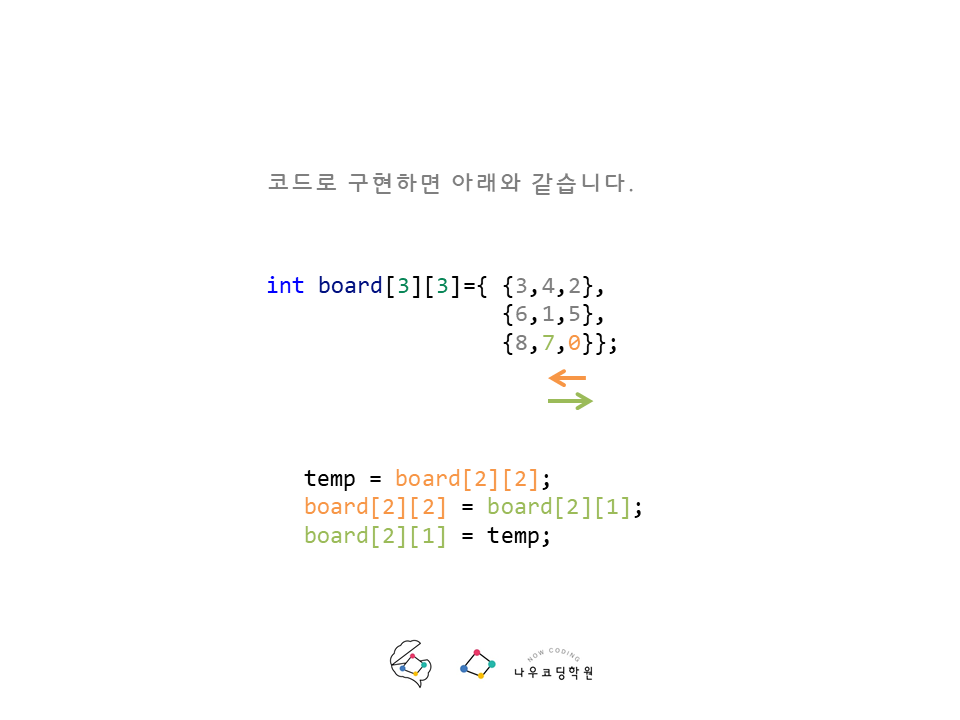 코드로 구현하면 아래와 같습니다.
int board[3][3]={ {3,4,2},
{6,1,5},
{8,7,0}};
temp = board[2][2];
board[2][2] = board[2][1];
board[2][1] = temp;
NOW CODING
나우코딩학원